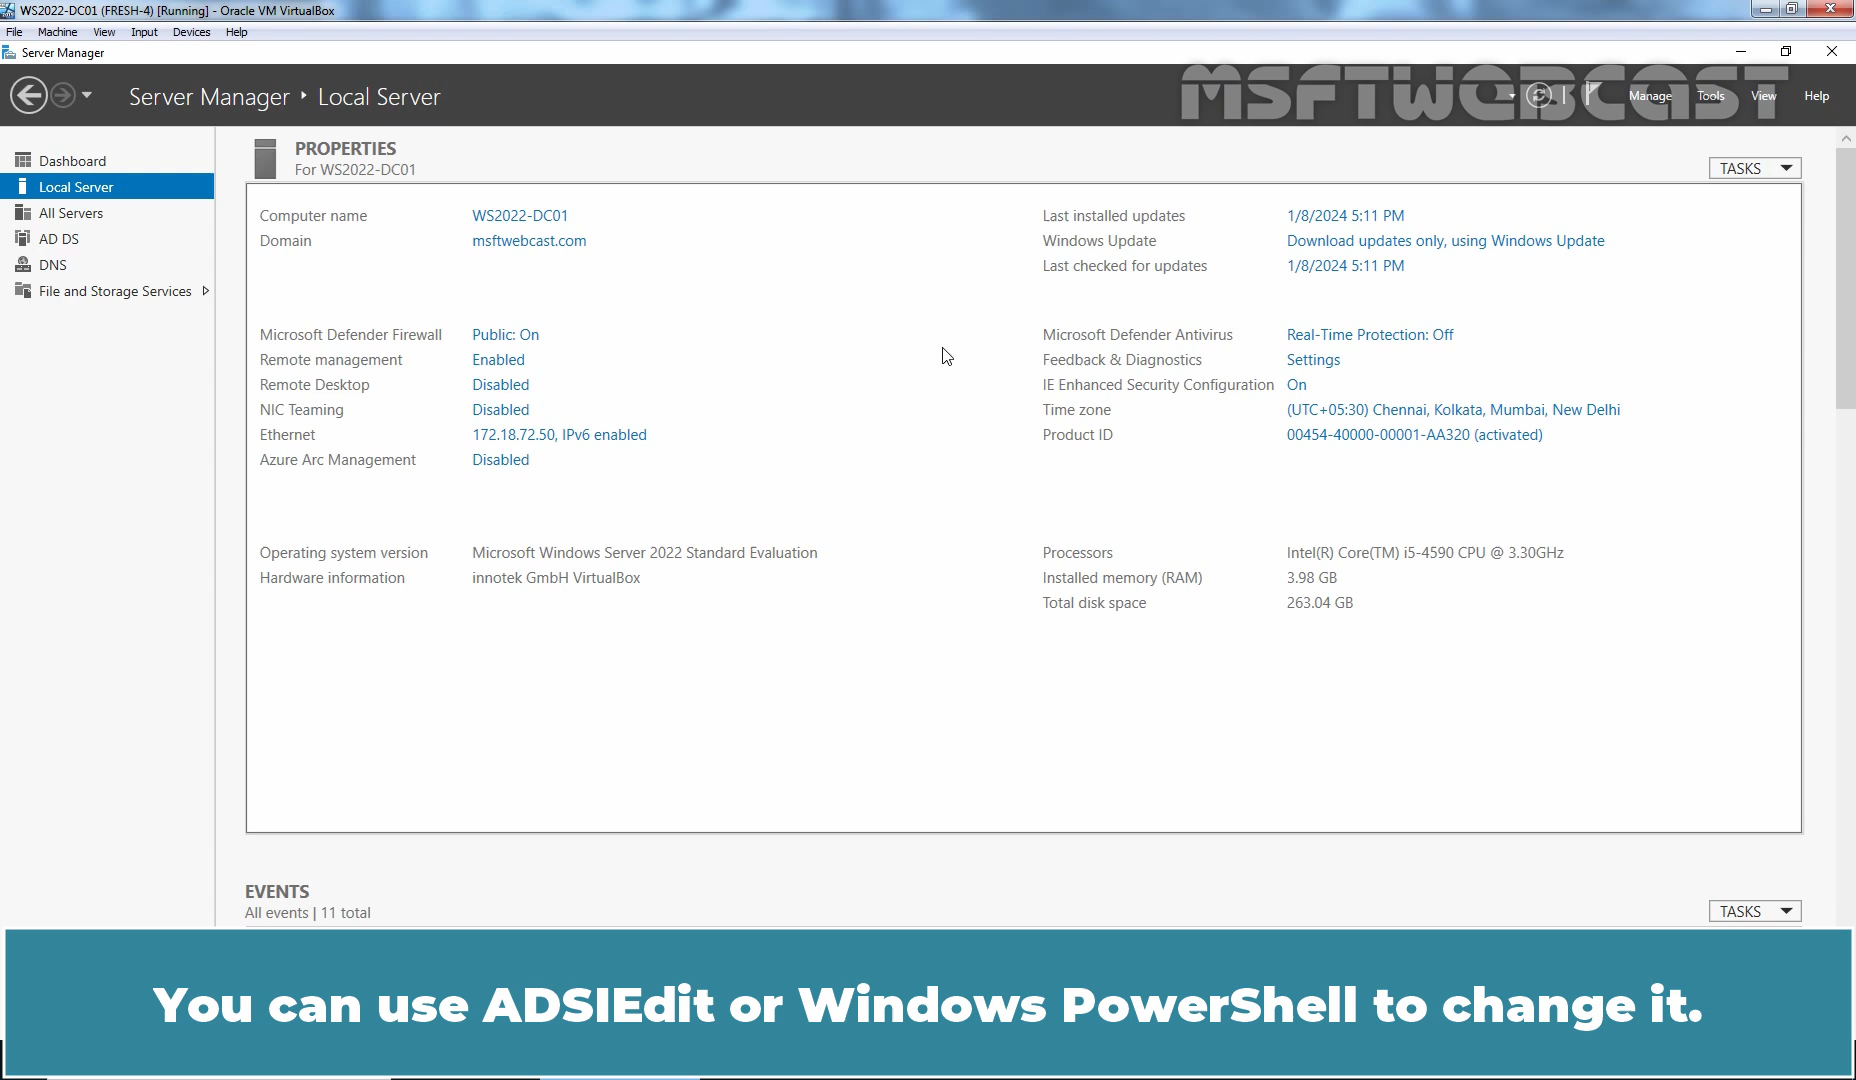 WS2022-DC01 (FRESH-4) [Running] - Oracle VM VirtualBox
File Machine View Input Devices Help
Server Manager
Server Manager ‣ Local Server
MSFTWEBCAST
Manage Tools View Help
Dashboard
Local Server
All Servers
AD DS
DNS
File and Storage Services
PROPERTIES
For WS2022-DC01
TASKS
Computer name WS2022-DC01
Domain msftwebcast.com
Last installed updates 1/8/2024 5:11 PM
Windows Update Download updates only, using Windows Update
Last checked for updates 1/8/2024 5:11 PM
Microsoft Defender Firewall Public: On
Remote management Enabled
Remote Desktop Disabled
NIC Teaming Disabled
Ethernet 172.18.72.50, IPv6 enabled
Azure Arc Management Disabled
Microsoft Defender Antivirus Real-Time Protection: Off
Feedback & Diagnostics Settings
IE Enhanced Security Configuration On
Time zone (UTC+05:30) Chennai, Kolkata, Mumbai, New Delhi
Product ID 00454-40000-00001-AA320 (activated)
Operating system version Microsoft Windows Server 2022 Standard Evaluation
Hardware information innotek GmbH VirtualBox
Processors Intel(R) Core(TM) i5-4590 CPU @ 3.30GHz
Installed memory (RAM) 3.98 GB
Total disk space 263.04 GB
EVENTS
All events | 11 total
TASKS
You can use ADSIEdit or Windows PowerShell to change it.